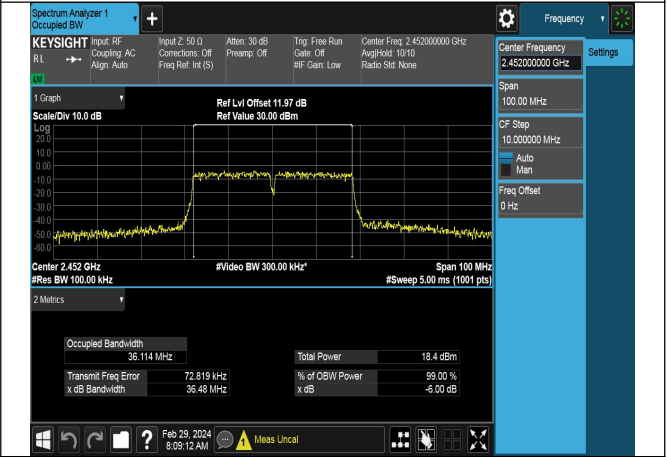 Spectrum Analyzer 1
Occupied BW
Frequency
KEYSIGHT
RL
Input: RF
Coupling: AC
Align: Auto
Input Z: 50 Ω
Corrections: Off
Freq Ref: Int (S)
Atten: 30 dB
Preamp: Off
Trig: Free Run
Gate: Off
#IF Gain: Low
Center Freq: 2.452000000 GHz
Avg|Hold: 10/10
Radio Std: None
Center Frequency
2.452000000 GHz
Settings
Span
100.00 MHz
CF Step
10.000000 MHz
Auto
Man
Freq Offset
0 Hz
1 Graph
Scale/Div 10.0 dB
Ref Lvl Offset 11.97 dB
Ref Value 30.00 dBm
Log
20.0
10.0
0.00
-10.0
-20.0
-30.0
-40.0
-50.0
-60.0
Center 2.452 GHz
#Video BW 300.00 kHz*
Span 100 MHz
#Res BW 100.00 kHz
#Sweep 5.00 ms (1001 pts)
2 Metrics
Occupied Bandwidth
36.114 MHz
Total Power 18.4 dBm
Transmit Freq Error 72.819 kHz
% of OBW Power 99.00 %
x dB Bandwidth 36.48 MHz
x dB -6.00 dB
?
Feb 29, 2024
8:09:12 AM
Meas Uncal